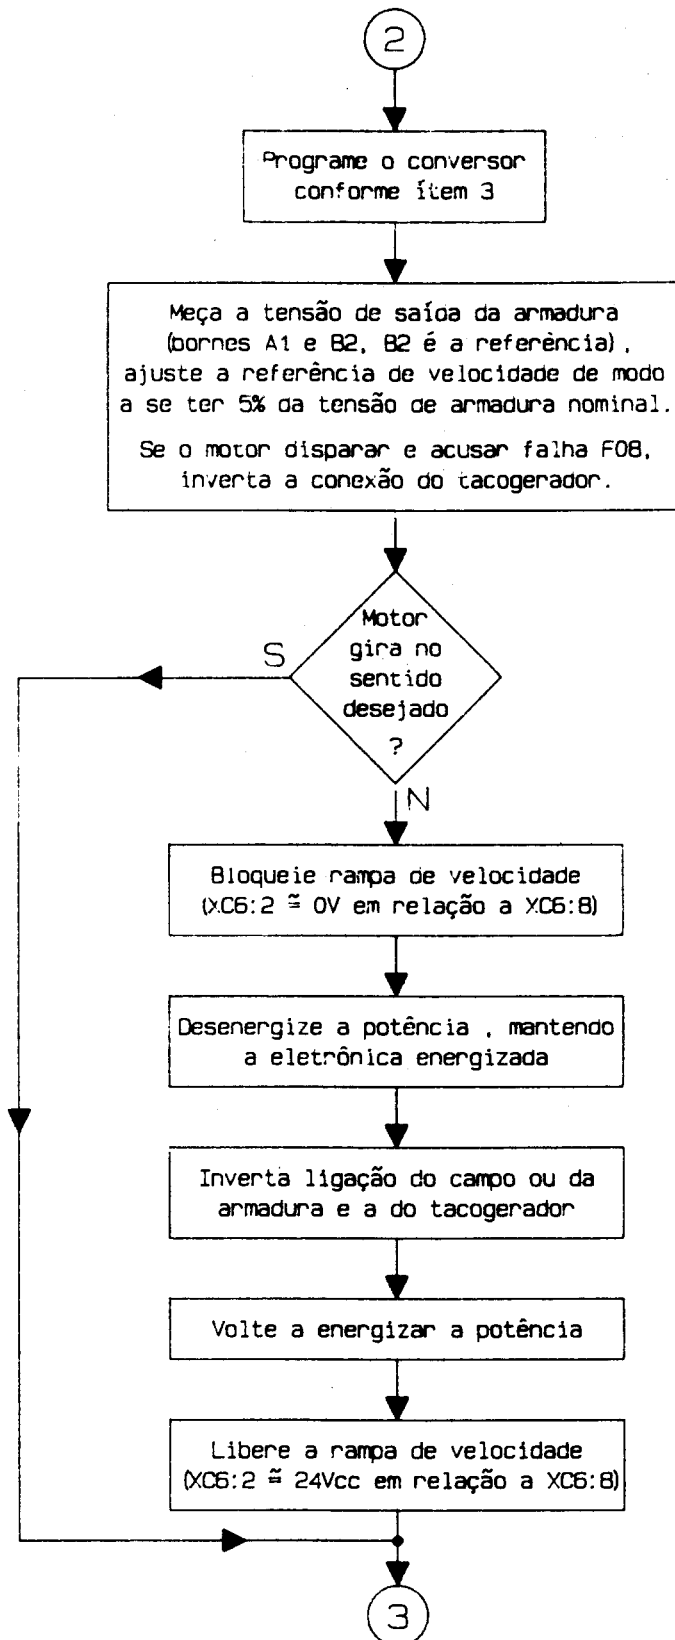 2
Programe o conversor
conforme ítem 3
Meça a tensão de saída da armadura
(bornes A1 e B2, B2 é a referência),
ajuste a referência de velocidade de modo
a se ter 5% da tensão de armadura nominal.
Se o motor disparar e acusar falha F08,
inverta a conexão do tacogerador.
Motor
gira no
sentido
desejado
?
S
N
Bloqueie rampa de velocidade
(XC6:2 ≅ 0V em relação a XC6:8)
Desenergize a potência , mantendo
a eletrônica energizada
Inverta ligação do campo ou da
armadura e a do tacogerador
Volte a energizar a potência
Libere a rampa de velocidade
(XC6:2 ≅ 24Vcc em relação a XC6:8)
3